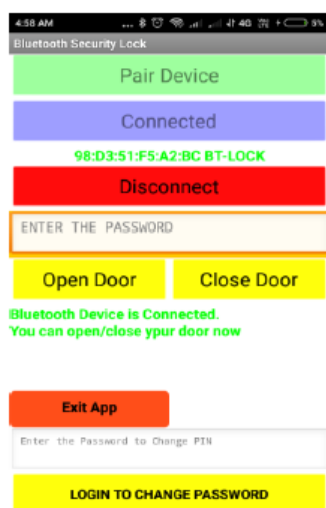 4:58 AM ... 4G 5%
Bluetooth Security Lock
Pair Device
Connected
98:D3:51:F5:A2:BC BT-LOCK
Disconnect
ENTER THE PASSWORD
Open Door Close Door
Bluetooth Device is Connected.
You can open/close ypur door now
Exit App
Enter the Password to Change PIN
LOGIN TO CHANGE PASSWORD